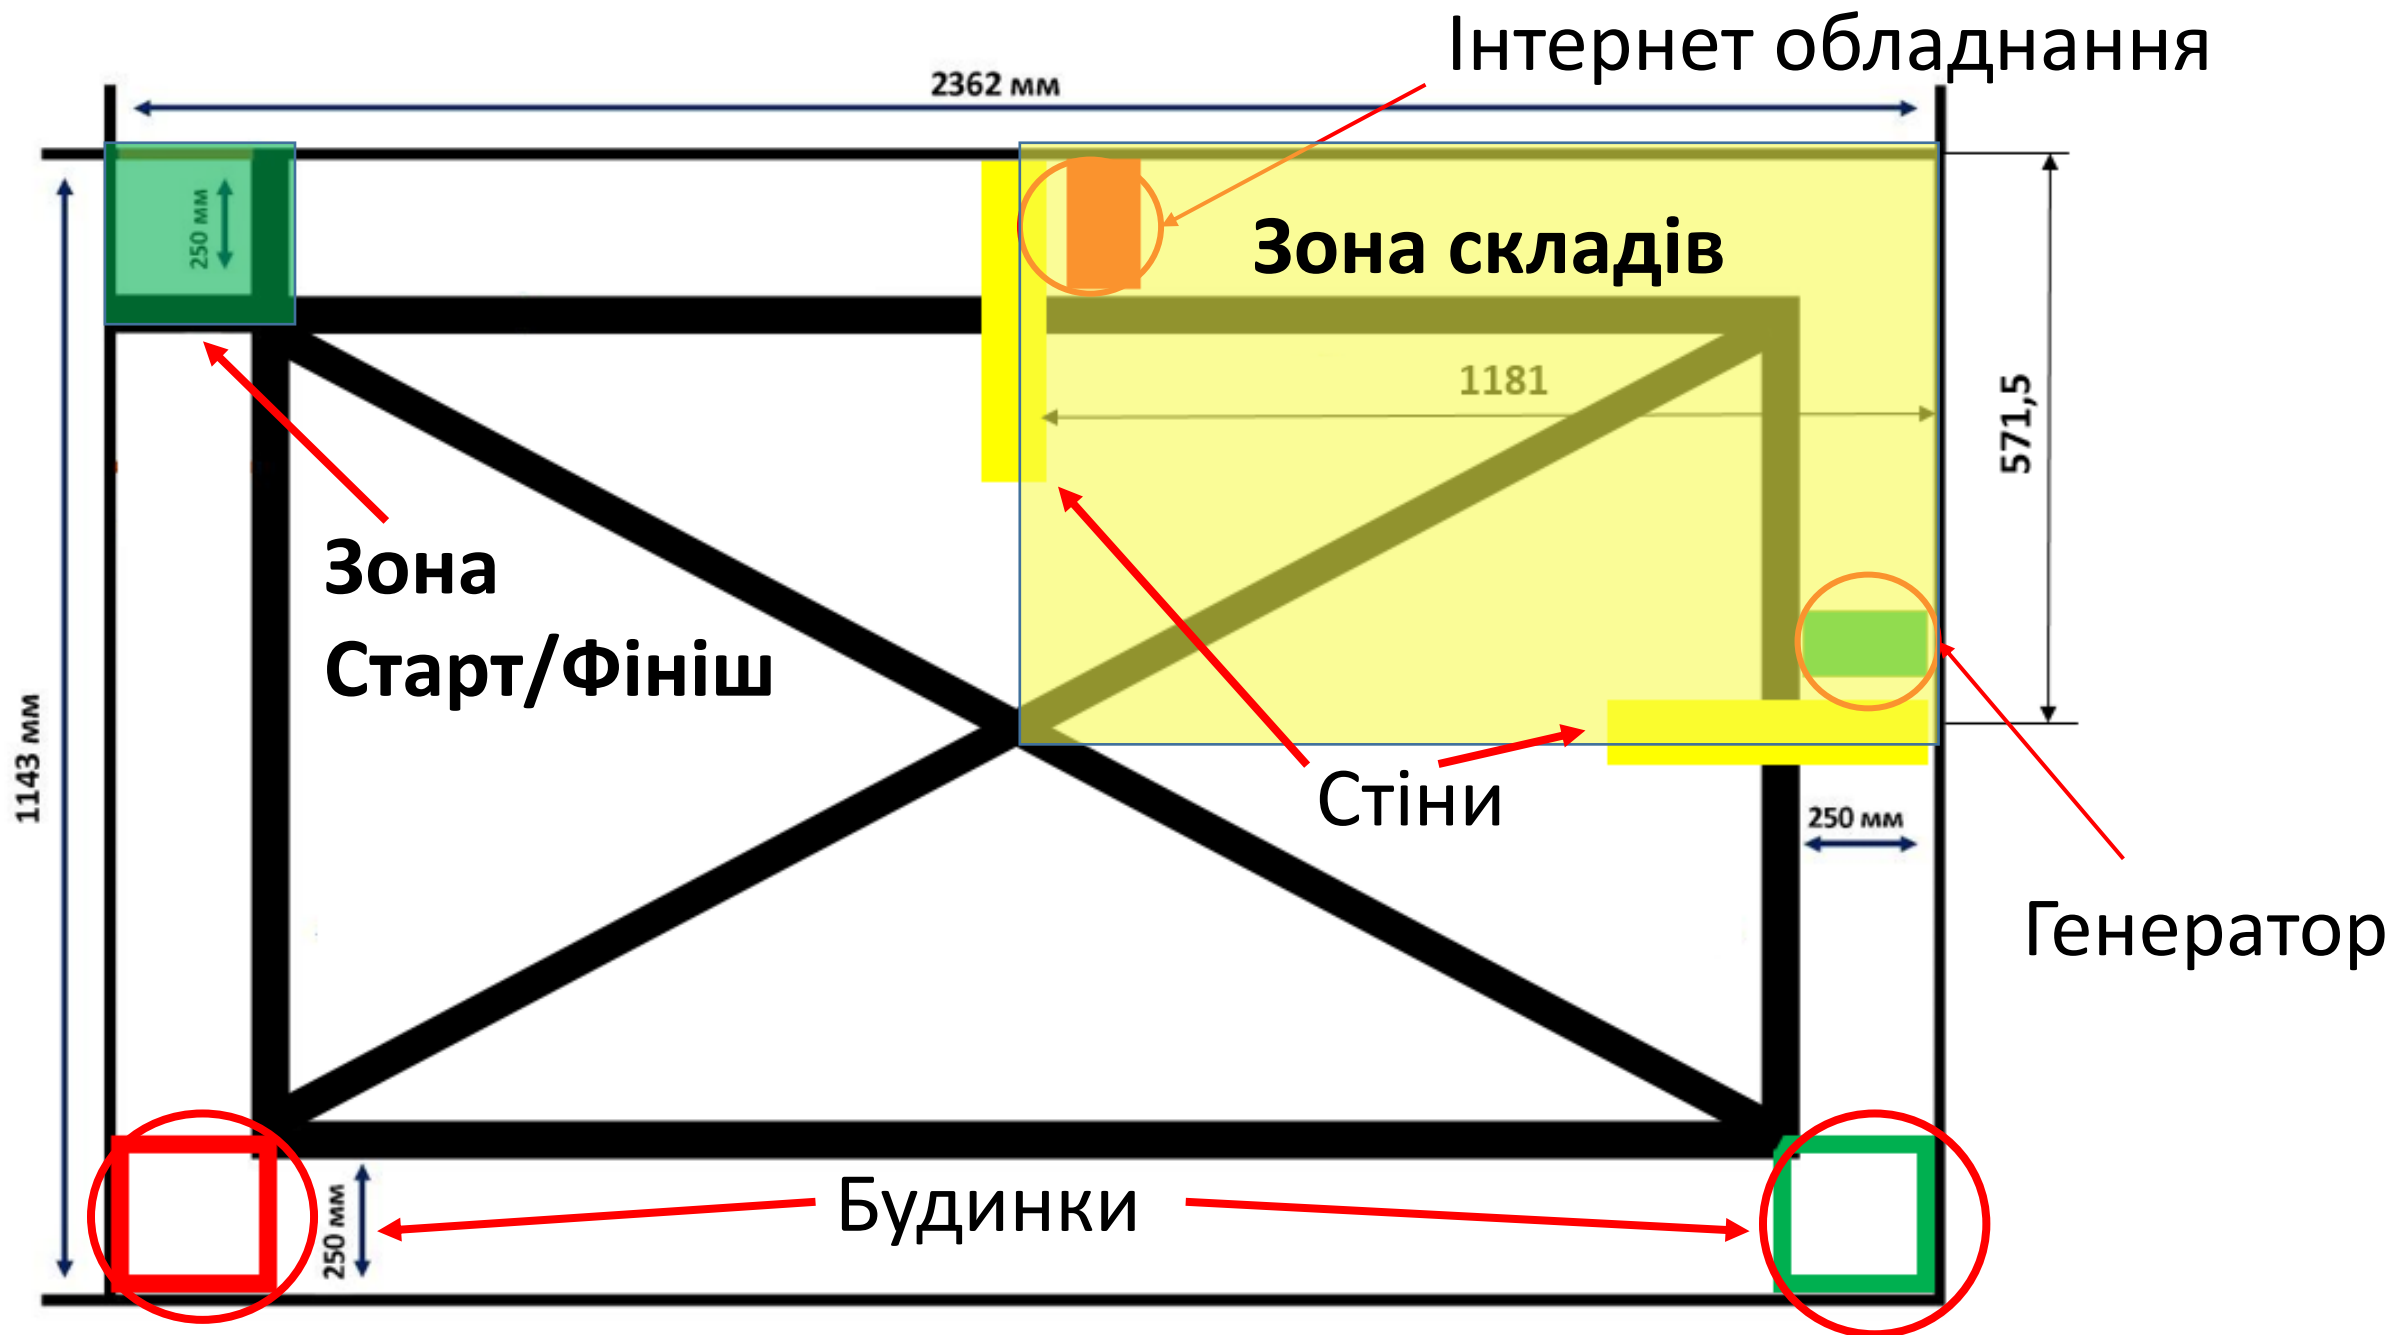 Інтернет обладнання
2362 мм
250 мм
Зона складів
1181
571,5
Зона
Старт/Фініш
1143 мм
Стіни
250 мм
Генератор
Будинки
250 мм